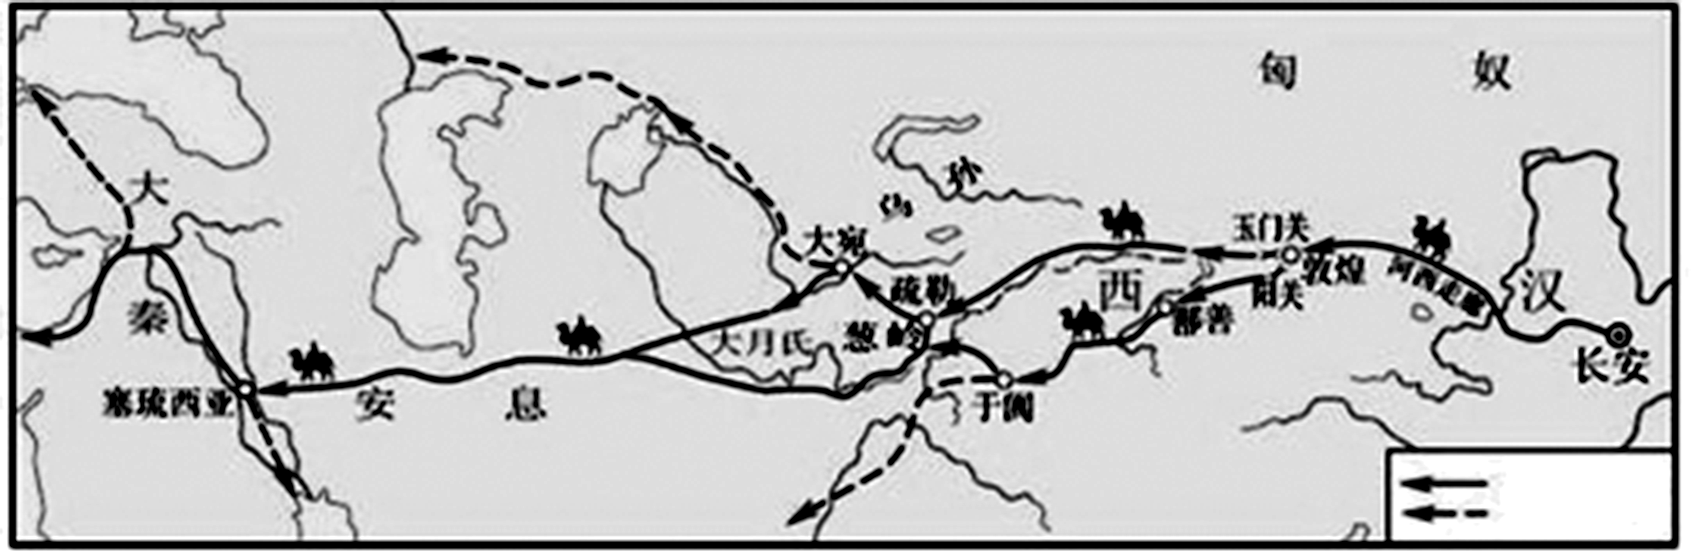 匈 奴
大
孙
乌
大宛
玉门关
敦煌
河西走廊
汉
疏勒
西
阳关
鄯善
秦
大月氏
葱岭
长安
塞琉西亚
安 息
于阗